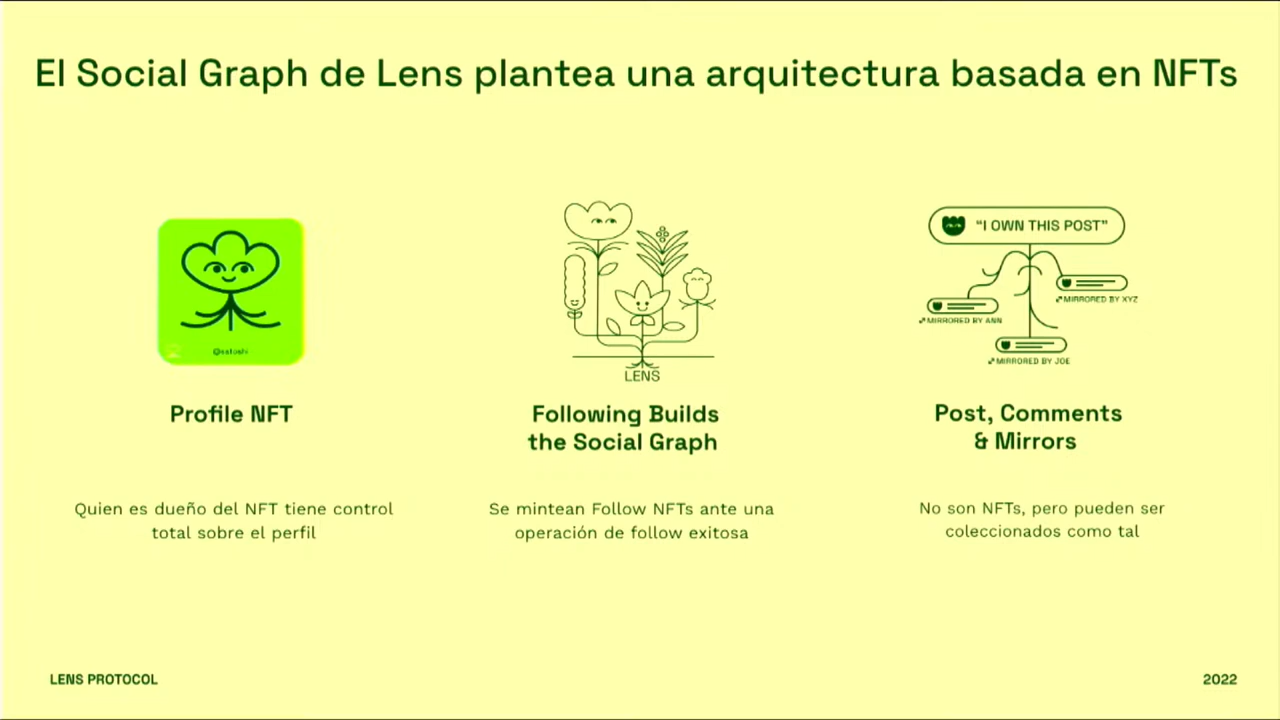 El Social Graph de Lens plantea una arquitectura basada en NFTs
@satoshi
Profile NFT
Quien es dueño del NFT tiene control
total sobre el perfil
LENS
Following Builds
the Social Graph
Se mintean Follow NFTs ante una
operación de follow exitosa
“I OWN THIS POST”
MIRRORED BY XYZ
MIRRORED BY ANN
MIRRORED BY JOE
Post, Comments
& Mirrors
No son NFTs, pero pueden ser
coleccionados como tal
LENS PROTOCOL
2022